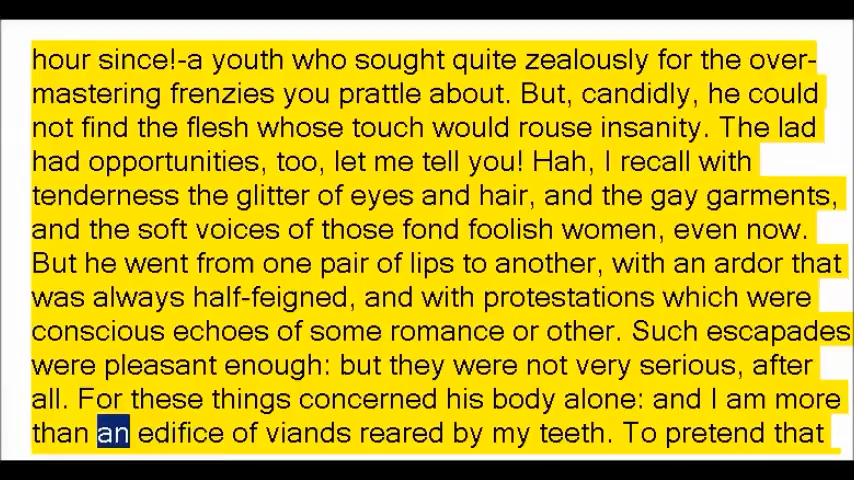 hour since!-a youth who sought quite zealously for the over-
mastering frenzies you prattle about. But, candidly, he could
not find the flesh whose touch would rouse insanity. The lad
had opportunities, too, let me tell you! Hah, I recall with
tenderness the glitter of eyes and hair, and the gay garments,
and the soft voices of those fond foolish women, even now.
But he went from one pair of lips to another, with an ardor that
was always half-feigned, and with protestations which were
conscious echoes of some romance or other. Such escapades
were pleasant enough: but they were not very serious, after
all. For these things concerned his body alone: and I am more
than an edifice of viands reared by my teeth. To pretend that